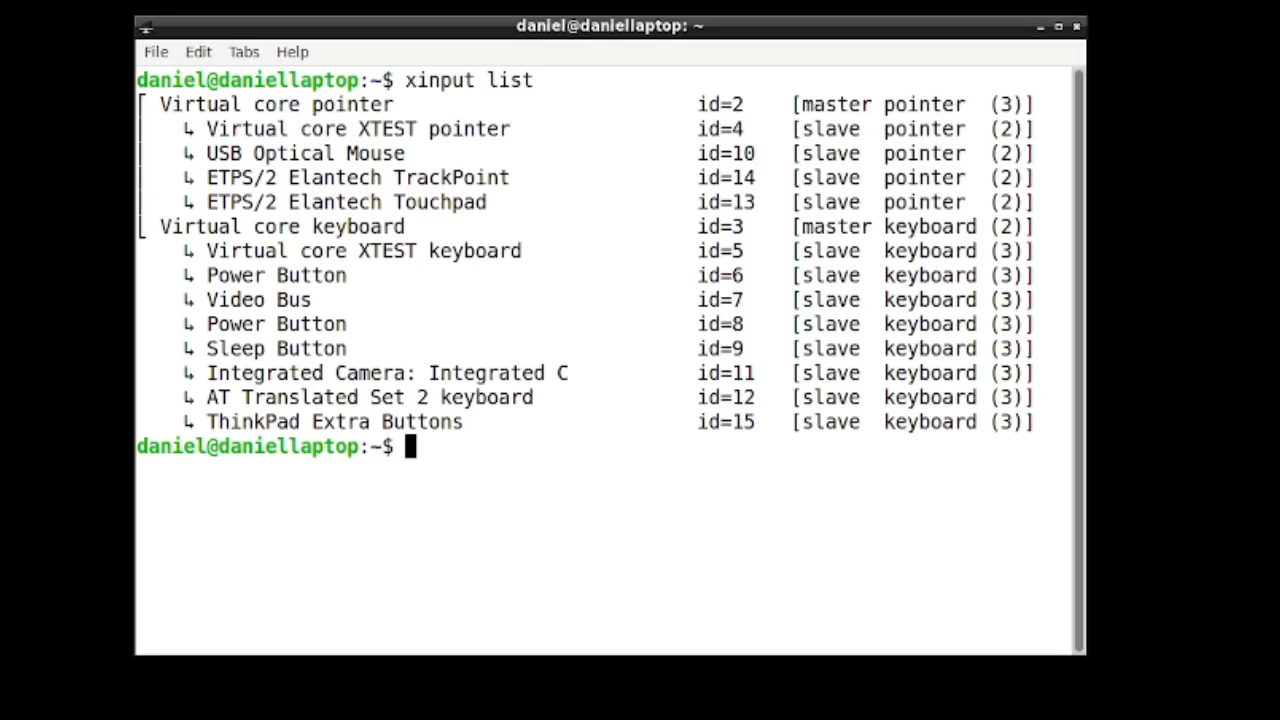 daniel@daniellaptop: ~
File Edit Tabs Help
daniel@daniellaptop:~$ xinput list
⎡ Virtual core pointer id=2 [master pointer (3)]
⎜ ↳ Virtual core XTEST pointer id=4 [slave pointer (2)]
⎜ ↳ USB Optical Mouse id=10 [slave pointer (2)]
⎜ ↳ ETPS/2 Elantech TrackPoint id=14 [slave pointer (2)]
⎜ ↳ ETPS/2 Elantech Touchpad id=13 [slave pointer (2)]
⎣ Virtual core keyboard id=3 [master keyboard (2)]
↳ Virtual core XTEST keyboard id=5 [slave keyboard (3)]
↳ Power Button id=6 [slave keyboard (3)]
↳ Video Bus id=7 [slave keyboard (3)]
↳ Power Button id=8 [slave keyboard (3)]
↳ Sleep Button id=9 [slave keyboard (3)]
↳ Integrated Camera: Integrated C id=11 [slave keyboard (3)]
↳ AT Translated Set 2 keyboard id=12 [slave keyboard (3)]
↳ ThinkPad Extra Buttons id=15 [slave keyboard (3)]
daniel@daniellaptop:~$